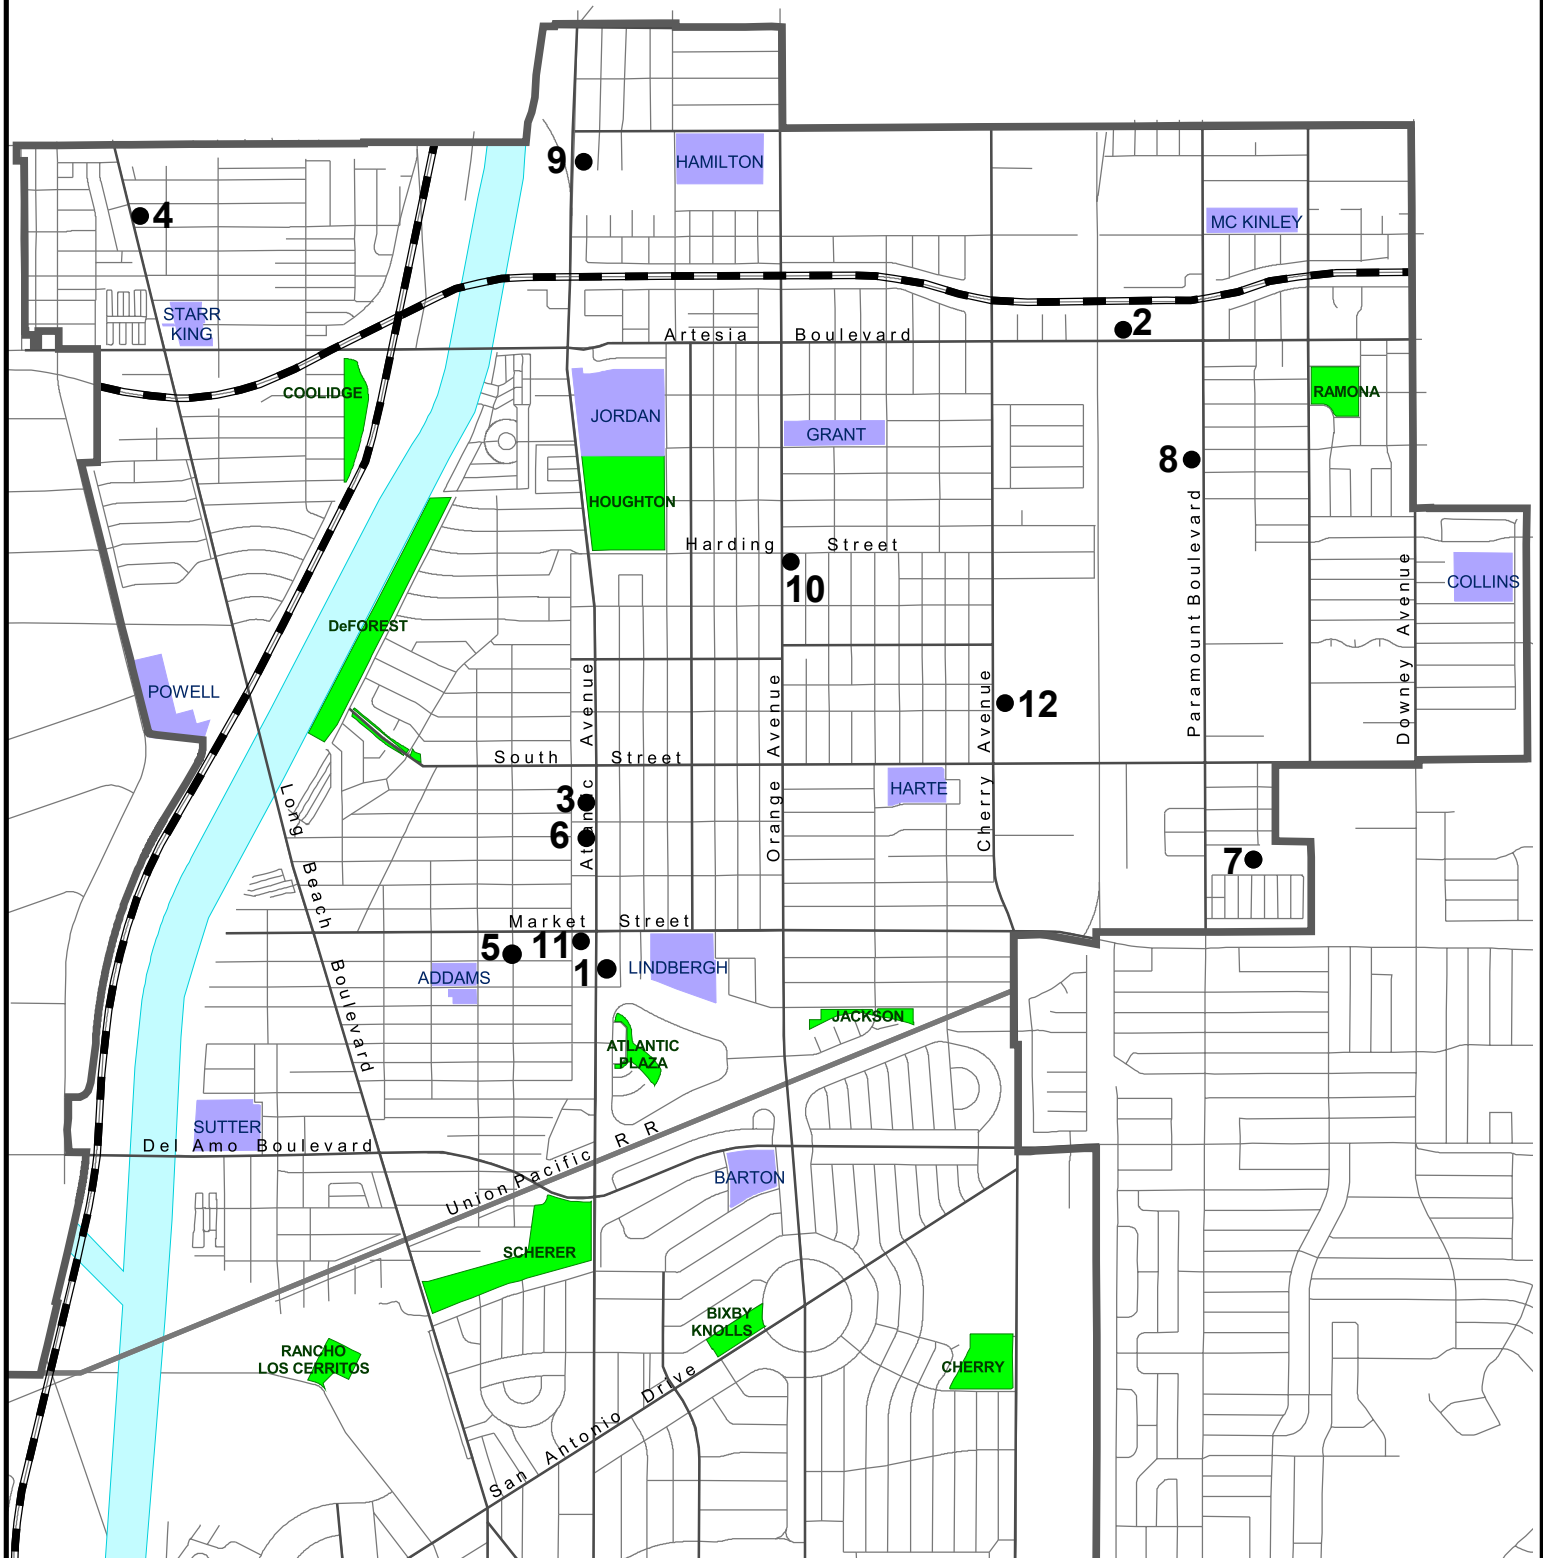 9
HAMILTON
4
MC KINLEY
STARR
KING
2
Artesia Boulevard
COOLIDGE
RAMONA
JORDAN
GRANT
8
HOUGHTON
Harding Street
10
COLLINS
DeFOREST
Paramount Boulevard
Downey Avenue
POWELL
12
Atlantic Avenue
Orange Avenue
Cherry Avenue
South Street
HARTE
3
6
7
Long Beach Boulevard
Market Street
5
11
1
LINDBERGH
ADDAMS
JACKSON
ATLANTIC
PLAZA
SUTTER
Del Amo Boulevard
Union Pacific R R
BARTON
SCHERER
BIXBY
KNOLLS
RANCHO
LOS CERRITOS
CHERRY
San Antonio Drive